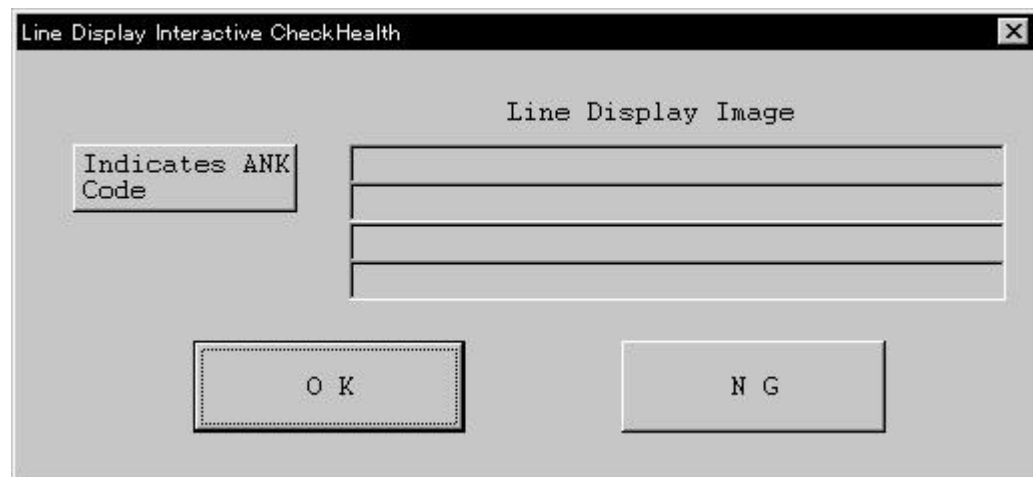 Line Display Interactive CheckHealth
Line Display Image
Indicates ANK
Code
O K
N G